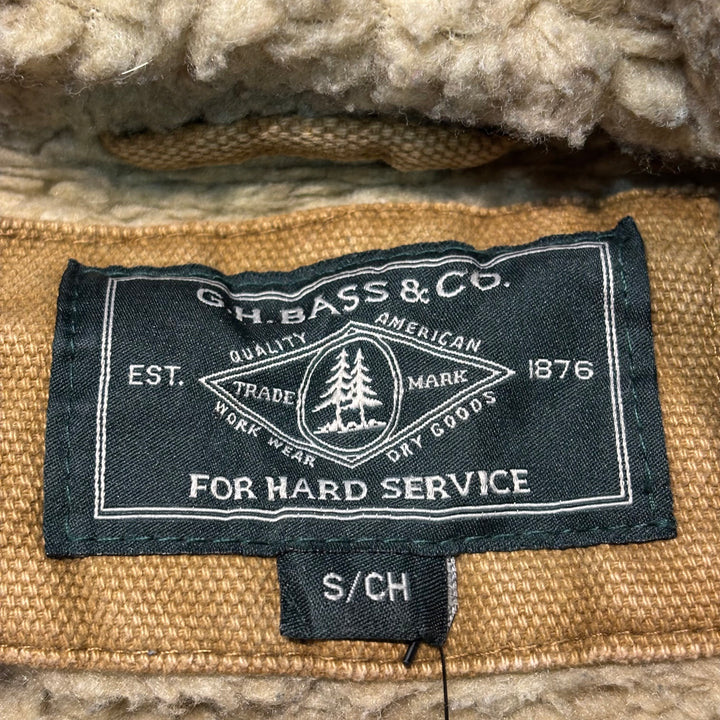 G.H. BASS & CO.
QUALITY AMERICAN
EST. TRADE MARK 1876
WORK WEAR DRY GOODS
FOR HARD SERVICE
S/CH